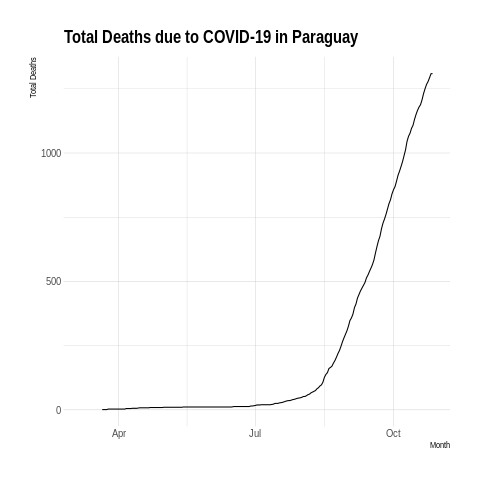 Total Deaths due to COVID-19 in Paraguay
Total Deaths
1000
500
0
Apr Jul Oct
Month